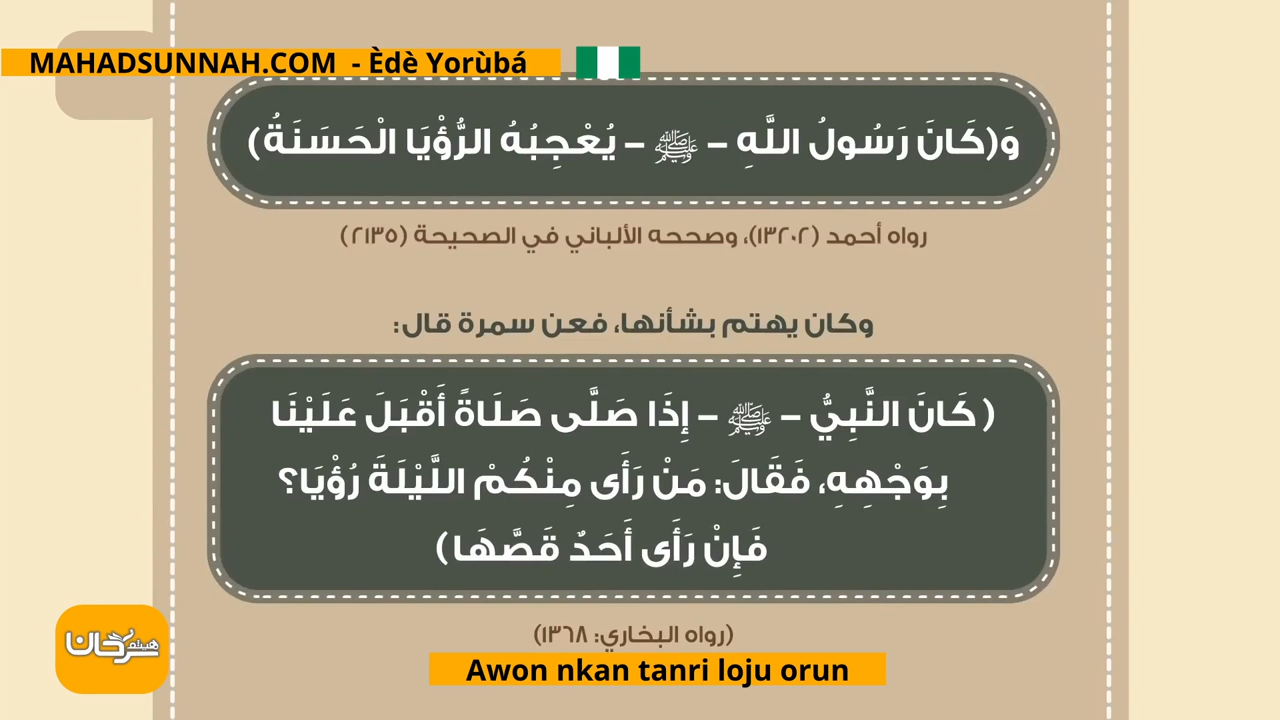 MAHADSUNNAH.COM - Èdè Yorùbá
وَ(كَانَ رَسُولُ اللَّهِ – ﷺ – يُعْجِبُهُ الرُّؤْيَا الْحَسَنَةُ)
رواه أحمد (١٣٢٠٢)، وصححه الألباني في الصحيحة (٢١٣٥)
وكان يهتم بشأنها، فعن سمرة قال:
( كَانَ النَّبِيُّ – ﷺ – إِذَا صَلَّى صَلَاةً أَقْبَلَ عَلَيْنَا
بِوَجْهِهِ، فَقَالَ: مَنْ رَأَى مِنْكُمْ اللَّيْلَةَ رُؤْيَا؟
فَإِنْ رَأَى أَحَدٌ قَصَّهَا)
(رواه البخاري: ١٣٦٨)
هيثم سرحان
Awon nkan tanri loju orun